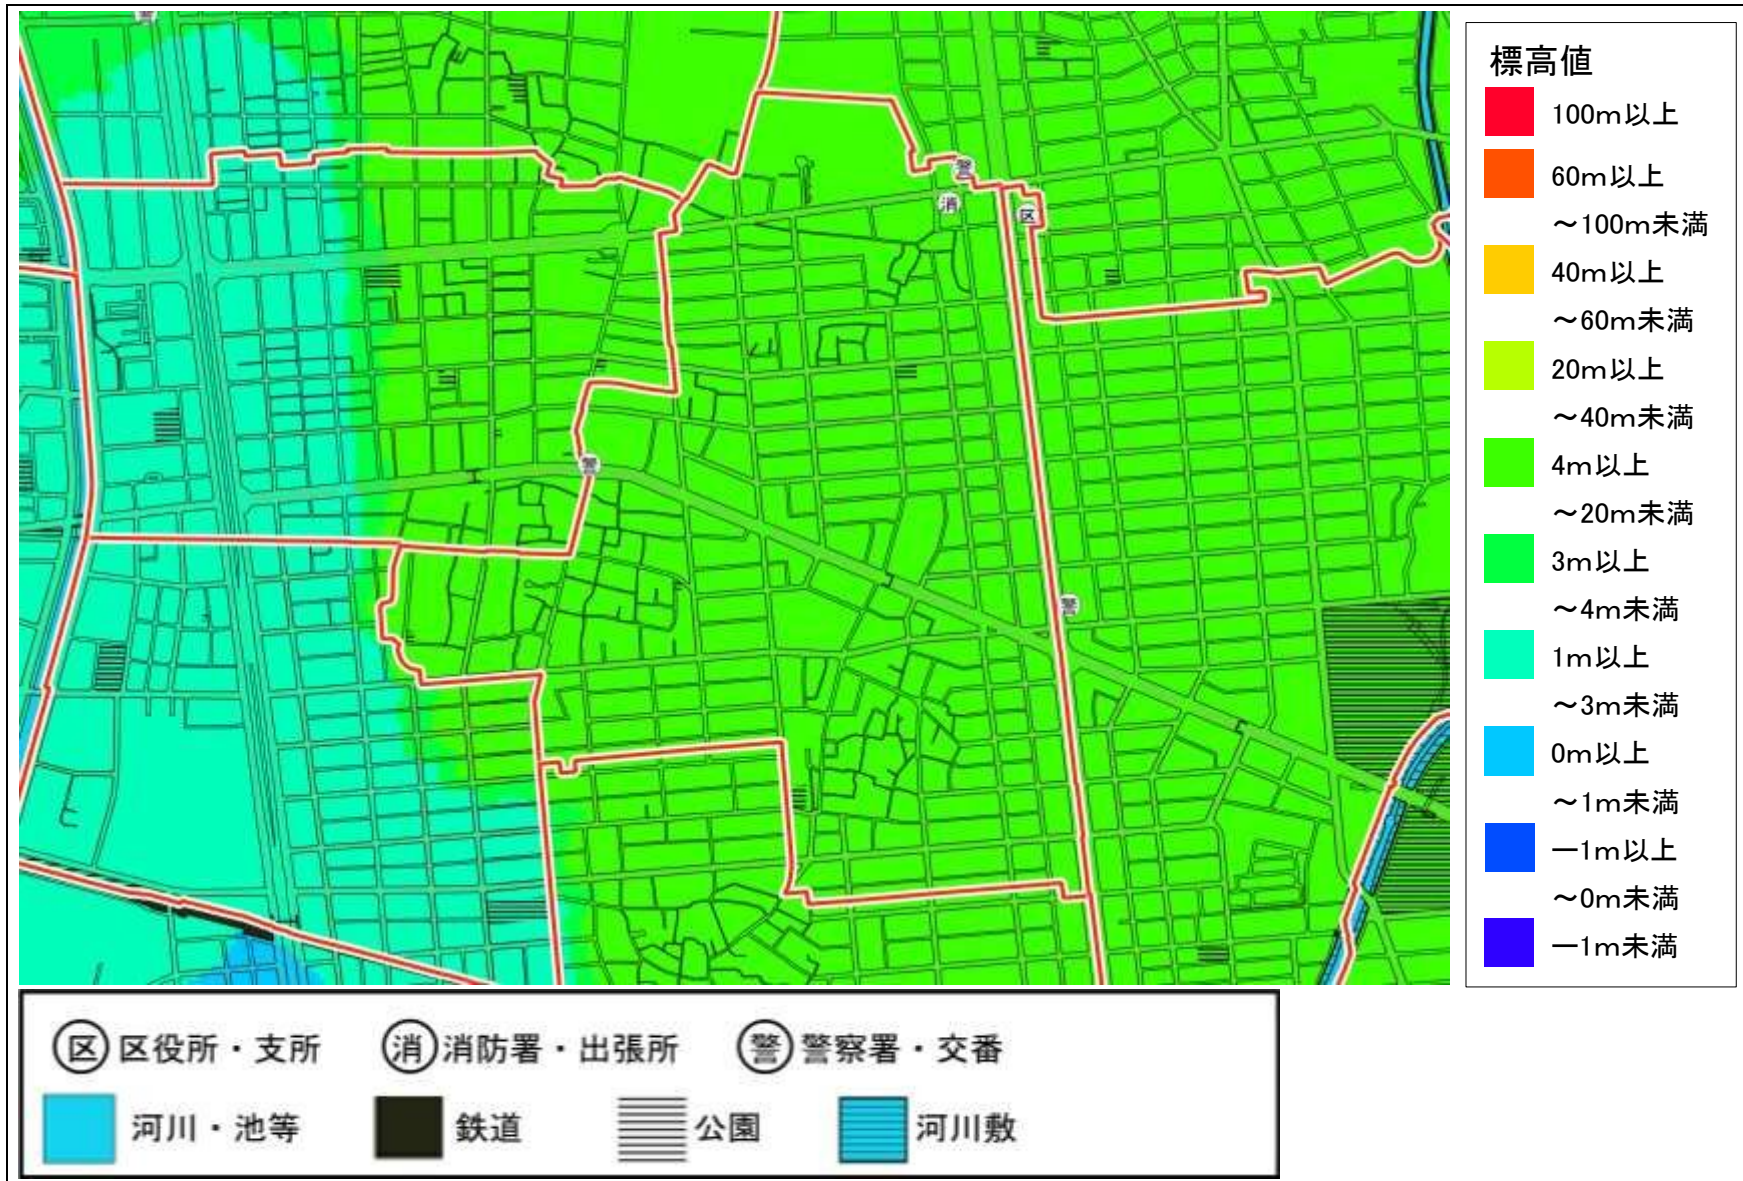 警
警
消
区
警
警
標高値
100m以上
60m以上
～100m未満
40m以上
～60m未満
20m以上
～40m未満
4m以上
～20m未満
3m以上
～4m未満
1m以上
～3m未満
0m以上
～1m未満
－1m以上
～0m未満
－1m未満
区 区役所・支所
消 消防署・出張所
警 警察署・交番
河川・池等
鉄道
公園
河川敷